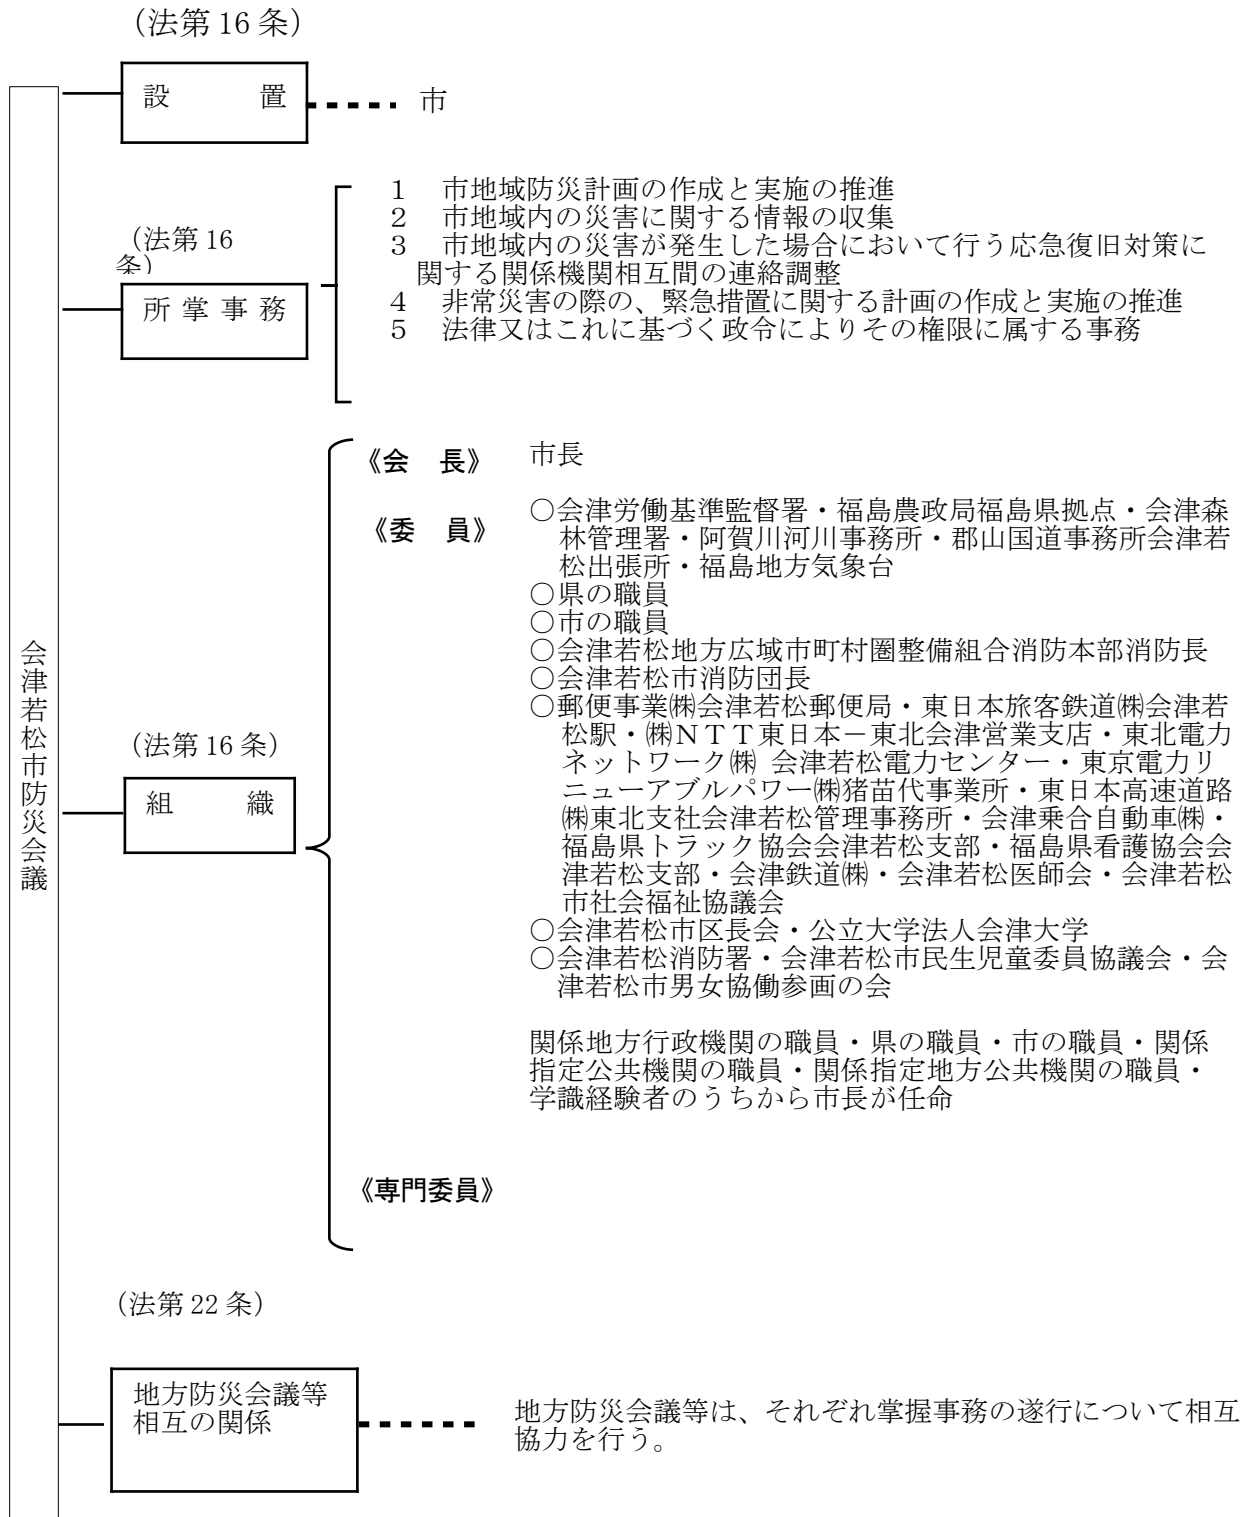 （法第16条）
設　　　置
市
（法第16
条）
所 掌 事 務
１　市地域防災計画の作成と実施の推進
２　市地域内の災害に関する情報の収集
３　市地域内の災害が発生した場合において行う応急復旧対策に
関する関係機関相互間の連絡調整
４　非常災害の際の、緊急措置に関する計画の作成と実施の推進
５　法律又はこれに基づく政令によりその権限に属する事務
会津若松市防災会議
（法第16条）
組　　　織
《会　長》　市長
《委　員》
○会津労働基準監督署・福島農政局福島県拠点・会津森
林管理署・阿賀川河川事務所・郡山国道事務所会津若
松出張所・福島地方気象台
○県の職員
○市の職員
○会津若松地方広域市町村圏整備組合消防本部消防長
○会津若松市消防団長
○郵便事業㈱会津若松郵便局・東日本旅客鉄道㈱会津若
松駅・㈱ＮＴＴ東日本－東北会津営業支店・東北電力
ネットワーク㈱ 会津若松電力センター・東京電力リ
ニューアブルパワー㈱猪苗代事業所・東日本高速道路
㈱東北支社会津若松管理事務所・会津乗合自動車㈱・
福島県トラック協会会津若松支部・福島県看護協会会
津若松支部・会津鉄道㈱・会津若松医師会・会津若松
市社会福祉協議会
○会津若松市区長会・公立大学法人会津大学
○会津若松消防署・会津若松市民生児童委員協議会・会
津若松市男女協働参画の会
関係地方行政機関の職員・県の職員・市の職員・関係
指定公共機関の職員・関係指定地方公共機関の職員・
学識経験者のうちから市長が任命
《専門委員》
（法第22条）
地方防災会議等
相互の関係
地方防災会議等は、それぞれ掌握事務の遂行について相互
協力を行う。